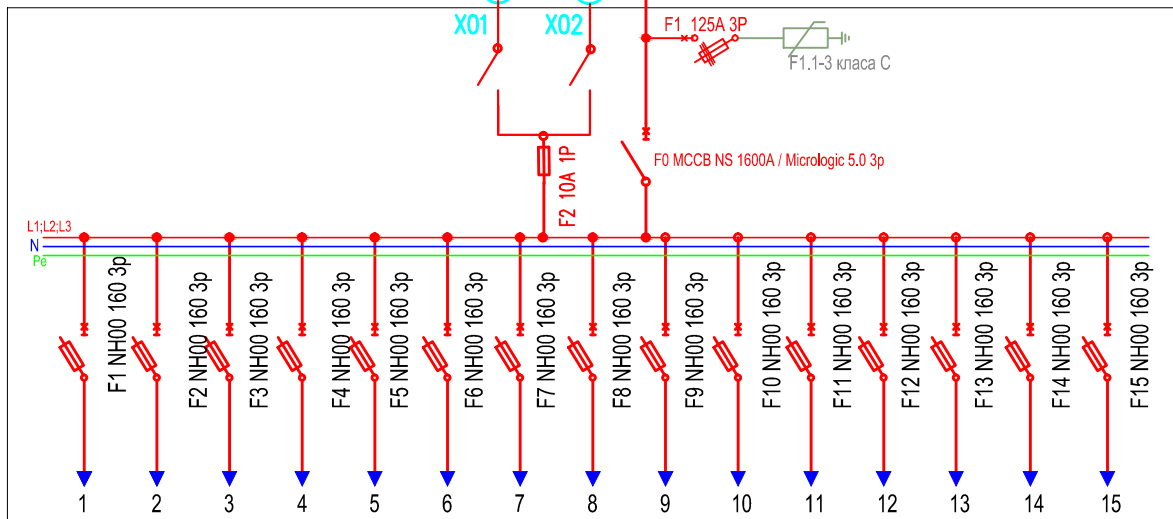 XO1
XO2
F1 125A 3P
F1.1-3 класа C
F0 MCCB NS 1600A / Micrologic 5.0 3p
F2 10A 1P
L1;L2;L3
N
Pe
F1 NH00 160 3p
F2 NH00 160 3p
F3 NH00 160 3p
F4 NH00 160 3p
F5 NH00 160 3p
F6 NH00 160 3p
F7 NH00 160 3p
F8 NH00 160 3p
F9 NH00 160 3p
F10 NH00 160 3p
F11 NH00 160 3p
F12 NH00 160 3p
F13 NH00 160 3p
F14 NH00 160 3p
F15 NH00 160 3p
1 2 3 4 5 6 7 8 9 10 11 12 13 14 15